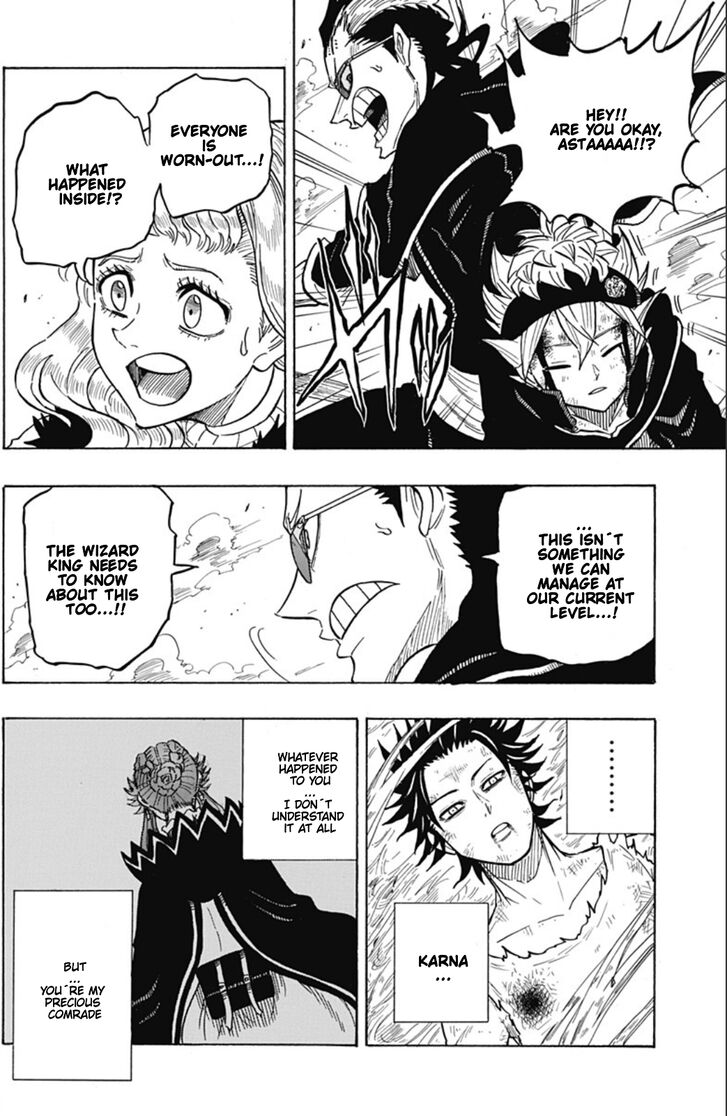 HEY!!
ARE YOU OKAY,
ASTAAAAA!!?
EVERYONE
IS
WORN-OUT...!
WHAT
HAPPENED
INSIDE!?
...
THIS ISN´T
SOMETHING
WE CAN
MANAGE AT
OUR CURRENT
LEVEL...!
THE WIZARD
KING NEEDS
TO KNOW
ABOUT THIS
TOO...!!
........
KARNA
...
WHATEVER
HAPPENED
TO YOU
...
I DON´T
UNDERSTAND
IT AT ALL
BUT
...
YOU´RE MY
PRECIOUS
COMRADE